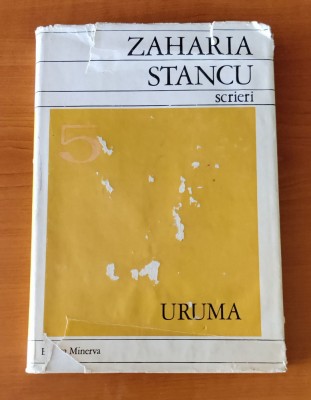 ZAHARIA
STANCU
scrieri
5
URUMA
Minerva